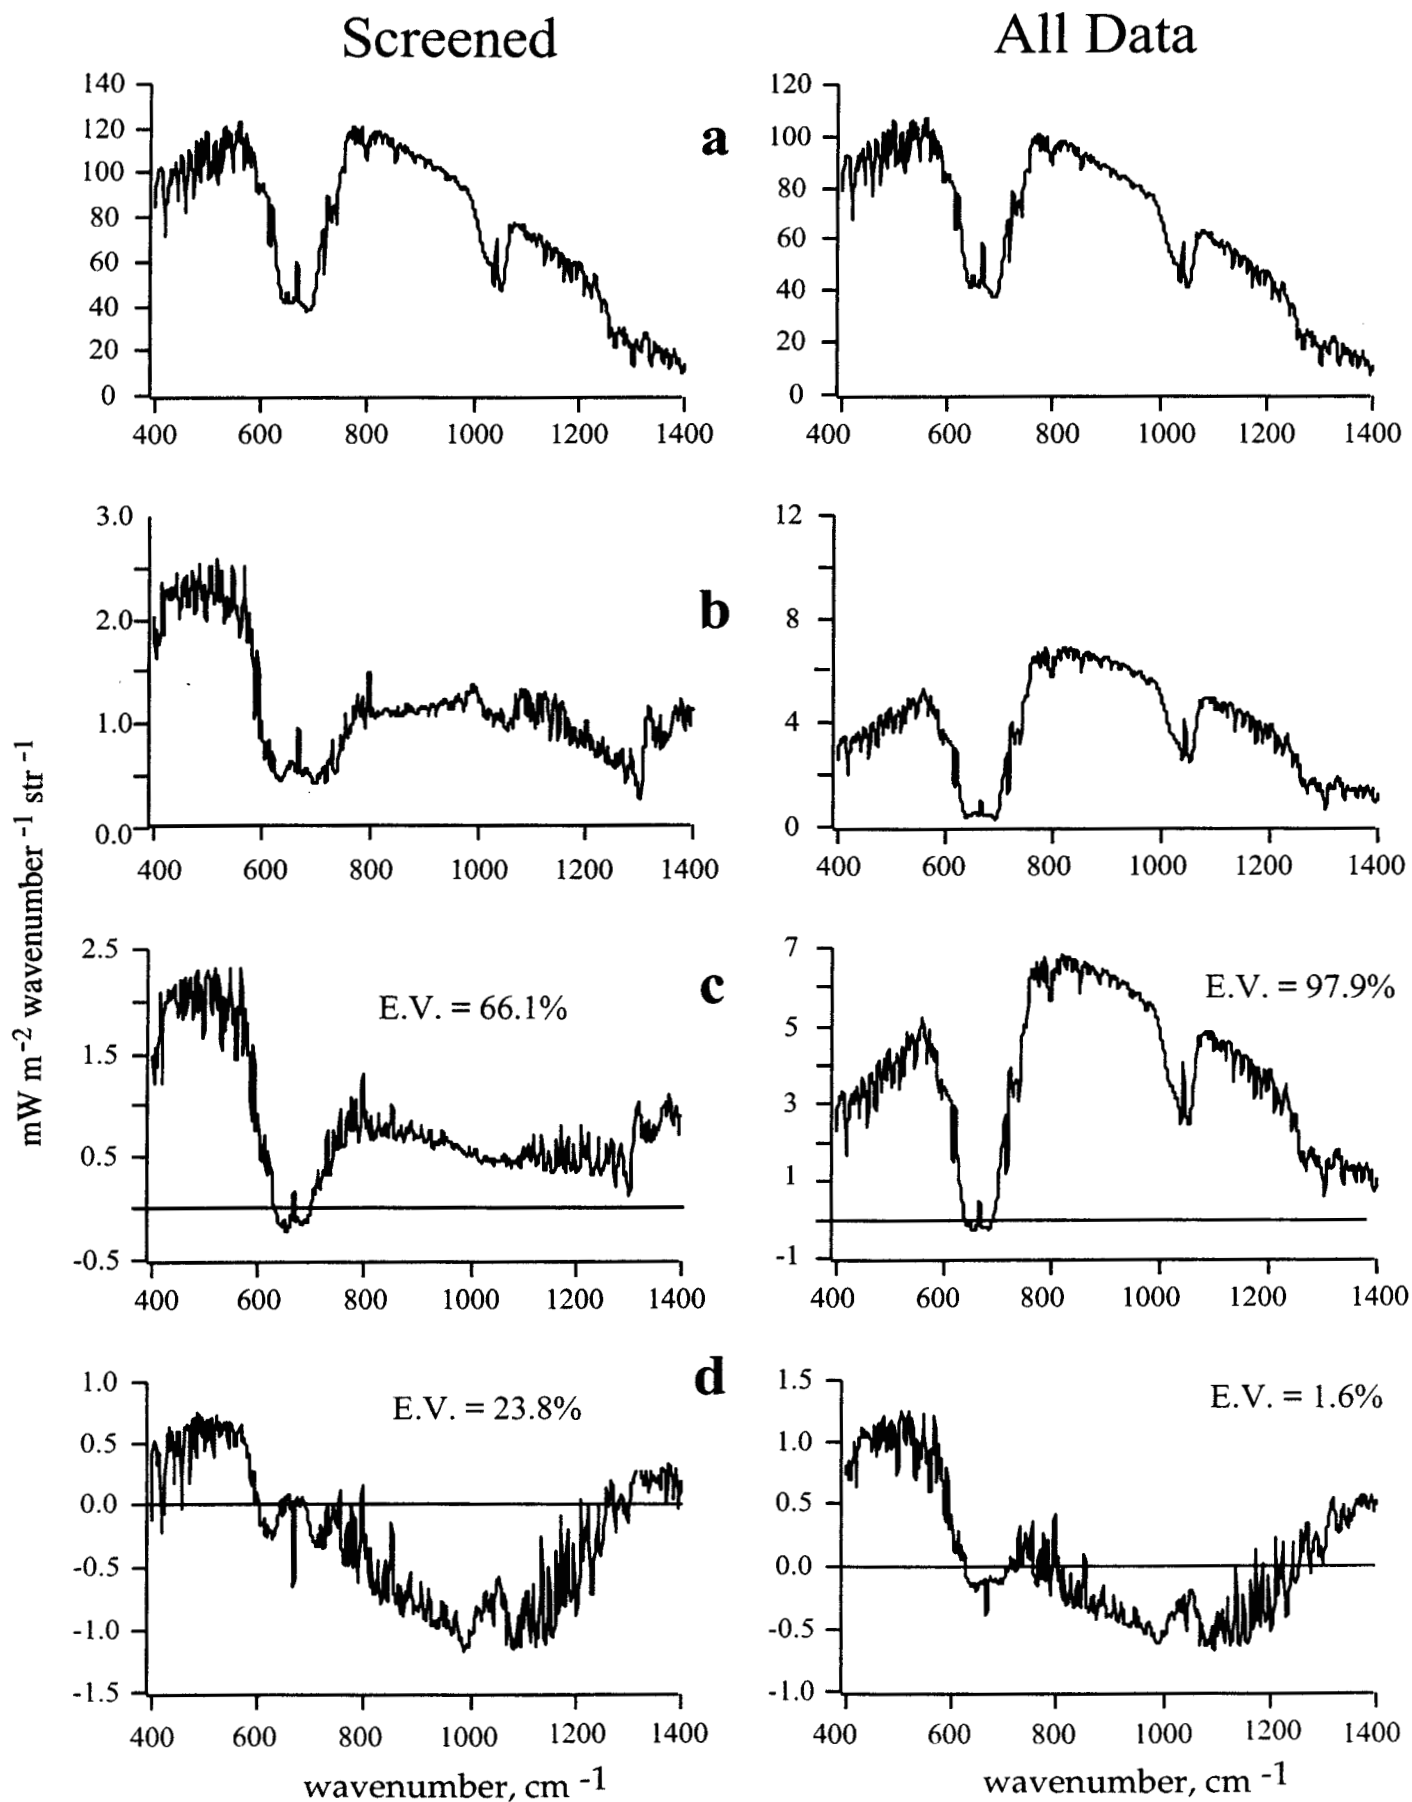 Screened
All Data
a
140
120
100
80
60
40
20
0
400 600 800 1000 1200 1400
120
100
80
60
40
20
0
400 600 800 1000 1200 1400
b
3.0
2.0
1.0
0.0
400 600 800 1000 1200 1400
12
8
4
0
400 600 800 1000 1200 1400
mW m-2 wavenumber -1 str -1
c
2.5
1.5
0.5
-0.5
E.V. = 66.1%
400 600 800 1000 1200 1400
7
5
3
1
-1
E.V. = 97.9%
400 600 800 1000 1200 1400
d
1.0
0.5
0.0
-0.5
-1.0
-1.5
E.V. = 23.8%
400 600 800 1000 1200 1400
wavenumber, cm -1
1.5
1.0
0.5
0.0
-0.5
-1.0
E.V. = 1.6%
400 600 800 1000 1200 1400
wavenumber, cm -1